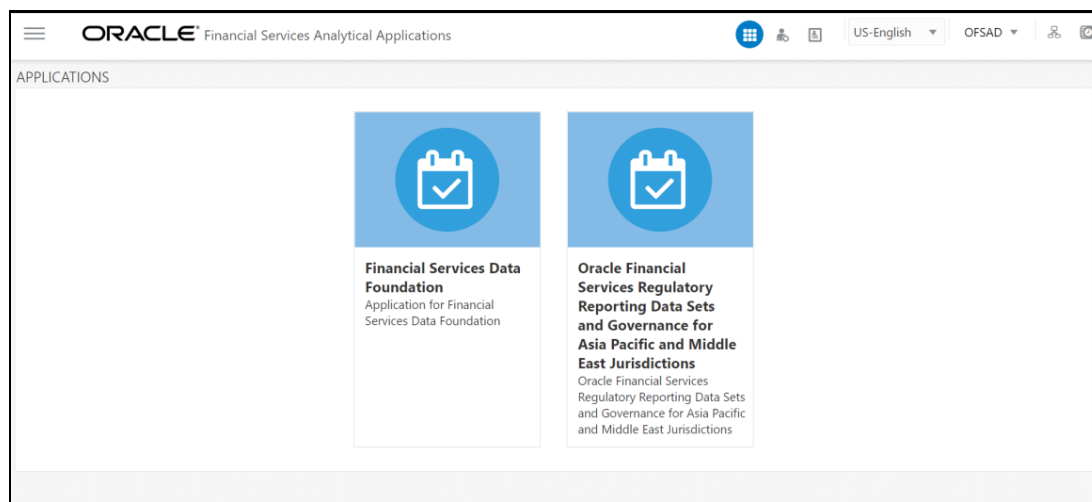 ORACLE® Financial Services Analytical Applications
US-English
OFSAD
APPLICATIONS
Financial Services Data
Foundation
Application for Financial
Services Data Foundation
Oracle Financial
Services Regulatory
Reporting Data Sets
and Governance for
Asia Pacific and Middle
East Jurisdictions
Oracle Financial Services
Regulatory Reporting Data Sets
and Governance for Asia Pacific
and Middle East Jurisdictions